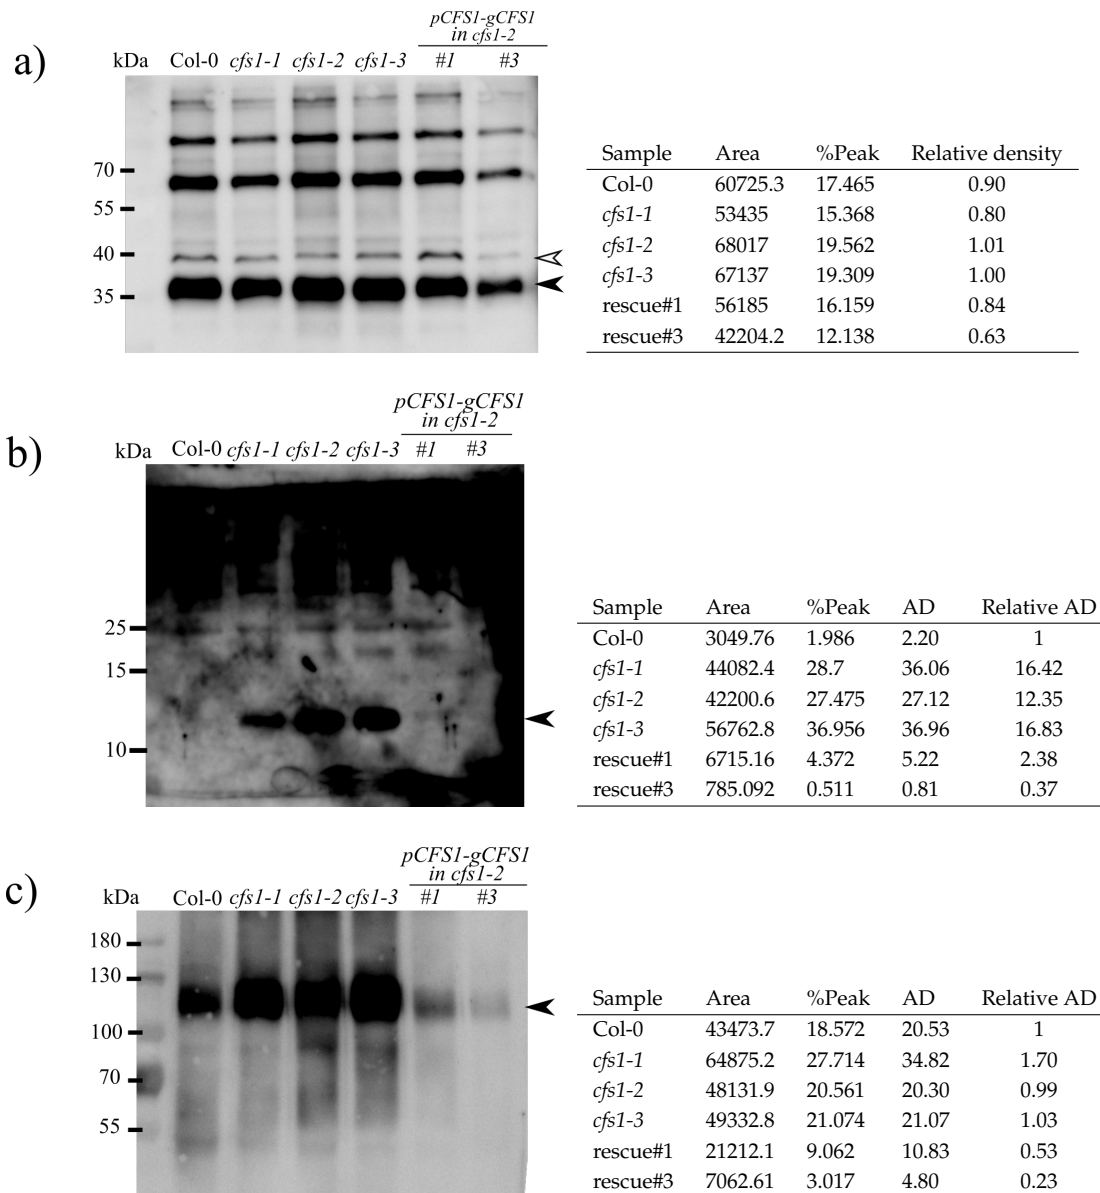 a)
pCFS1-gCFS1
in cfs1-2
kDa Col-0 cfs1-1 cfs1-2 cfs1-3 #1 #3
70
55
40
35
Sample Area %Peak Relative density
Col-0 60725.3 17.465 0.90
cfs1-1 53435 15.368 0.80
cfs1-2 68017 19.562 1.01
cfs1-3 67137 19.309 1.00
rescue#1 56185 16.159 0.84
rescue#3 42204.2 12.138 0.63
b)
pCFS1-gCFS1
in cfs1-2
kDa Col-0 cfs1-1 cfs1-2 cfs1-3 #1 #3
25
15
10
Sample Area %Peak AD Relative AD
Col-0 3049.76 1.986 2.20 1
cfs1-1 44082.4 28.7 36.06 16.42
cfs1-2 42200.6 27.475 27.12 12.35
cfs1-3 56762.8 36.956 36.96 16.83
rescue#1 6715.16 4.372 5.22 2.38
rescue#3 785.092 0.511 0.81 0.37
c)
pCFS1-gCFS1
in cfs1-2
kDa Col-0 cfs1-1 cfs1-2 cfs1-3 #1 #3
180
130
100
70
55
Sample Area %Peak AD Relative AD
Col-0 43473.7 18.572 20.53 1
cfs1-1 64875.2 27.714 34.82 1.70
cfs1-2 48131.9 20.561 20.30 0.99
cfs1-3 49332.8 21.074 21.07 1.03
rescue#1 21212.1 9.062 10.83 0.53
rescue#3 7062.61 3.017 4.80 0.23